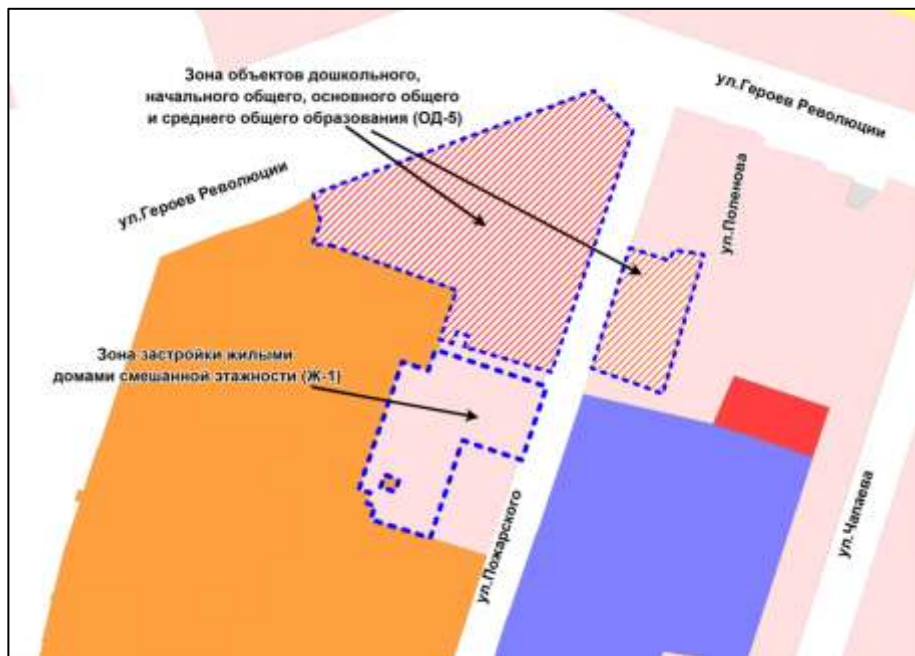 Зона объектов дошкольного,
начального общего, основного общего
и среднего общего образования (ОД-5)
ул.Героев Революции
ул.Героев Революции
ул.Поленова
Зона застройки жилыми
домами смешанной этажности (Ж-1)
ул.Пожарского
ул.Чапаева